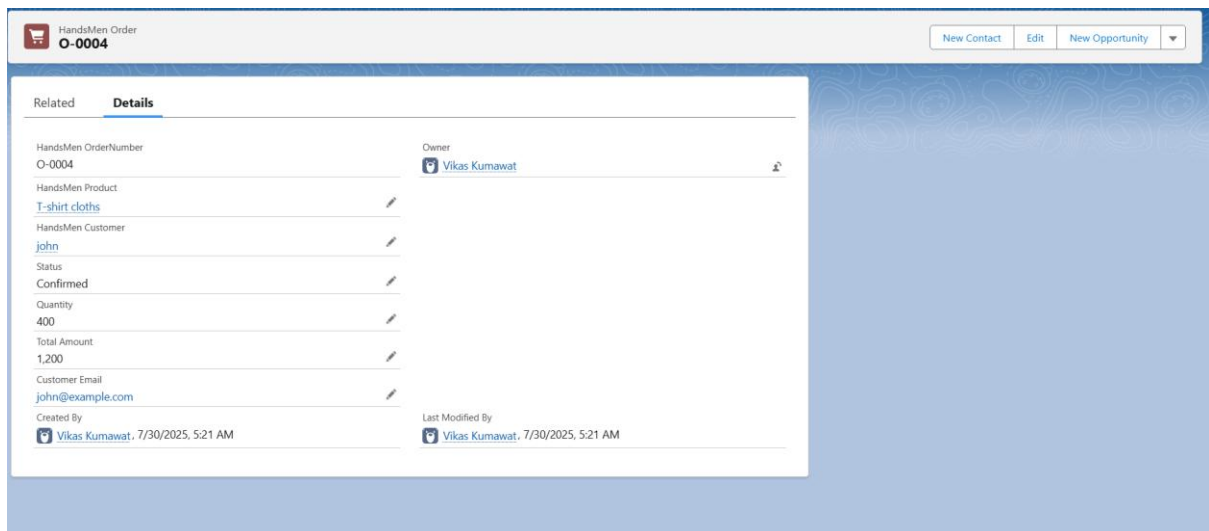 HandsMen Order
O-0004
New Contact
Edit
New Opportunity
Related
Details
HandsMen OrderNumber
O-0004
Owner
Vikas Kumawat
HandsMen Product
T-shirt cloths
HandsMen Customer
john
Status
Confirmed
Quantity
400
Total Amount
1,200
Customer Email
john@example.com
Created By
Vikas Kumawat, 7/30/2025, 5:21 AM
Last Modified By
Vikas Kumawat, 7/30/2025, 5:21 AM